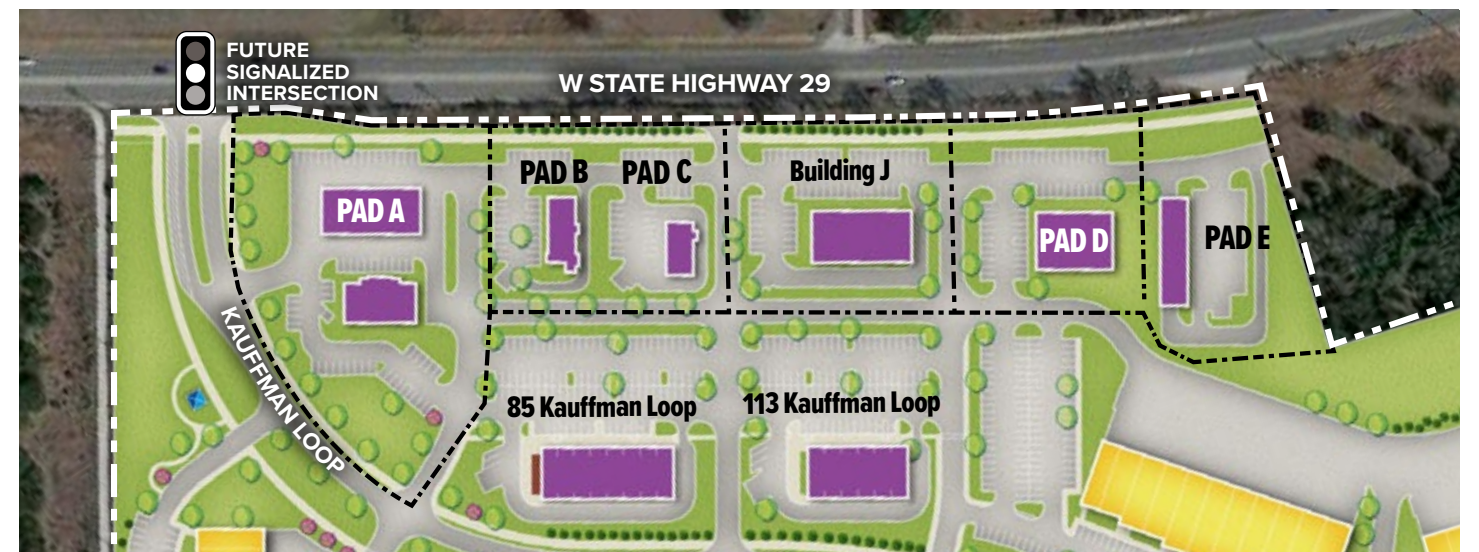 FUTURE
SIGNALIZED
INTERSECTION
W STATE HIGHWAY 29
PAD A
PAD B
PAD C
Building J
PAD D
PAD E
KAUFFMAN LOOP
85 Kauffman Loop
113 Kauffman Loop